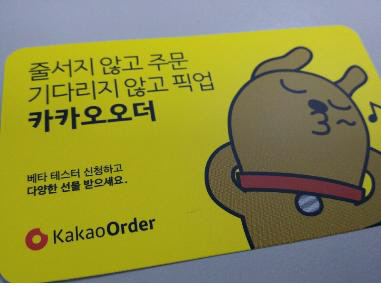 줄서지 않고 주문
기다리지 않고 픽업
카카오오더
베타 테스터 신청하고
다양한 선물 받으세요.
KakaoOrder